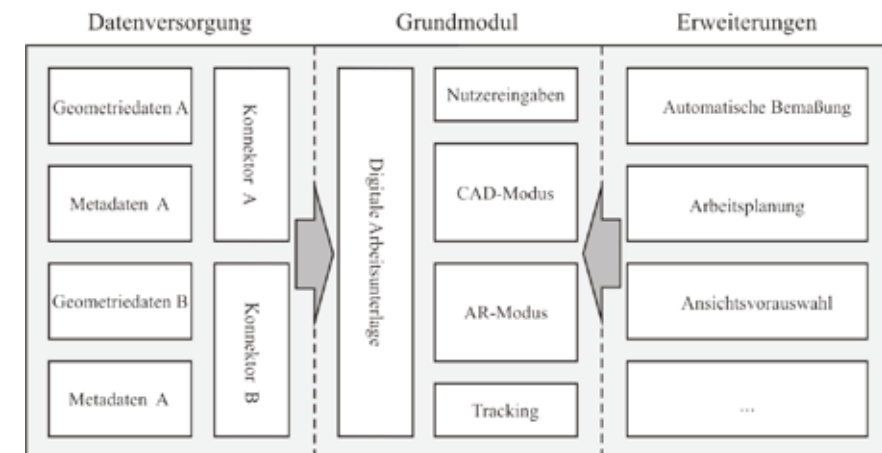 Datenversorgung
Grundmodul
Erweiterungen
Geometriedaten A
Metadaten A
Geometriedaten B
Metadaten A
Konnektor A
Konnektor B
Digitale Arbeitsunterlage
Nutzereingaben
CAD-Modus
AR-Modus
Tracking
Automatische Bemaßung
Arbeitsplanung
Ansichtsvorauswahl
...